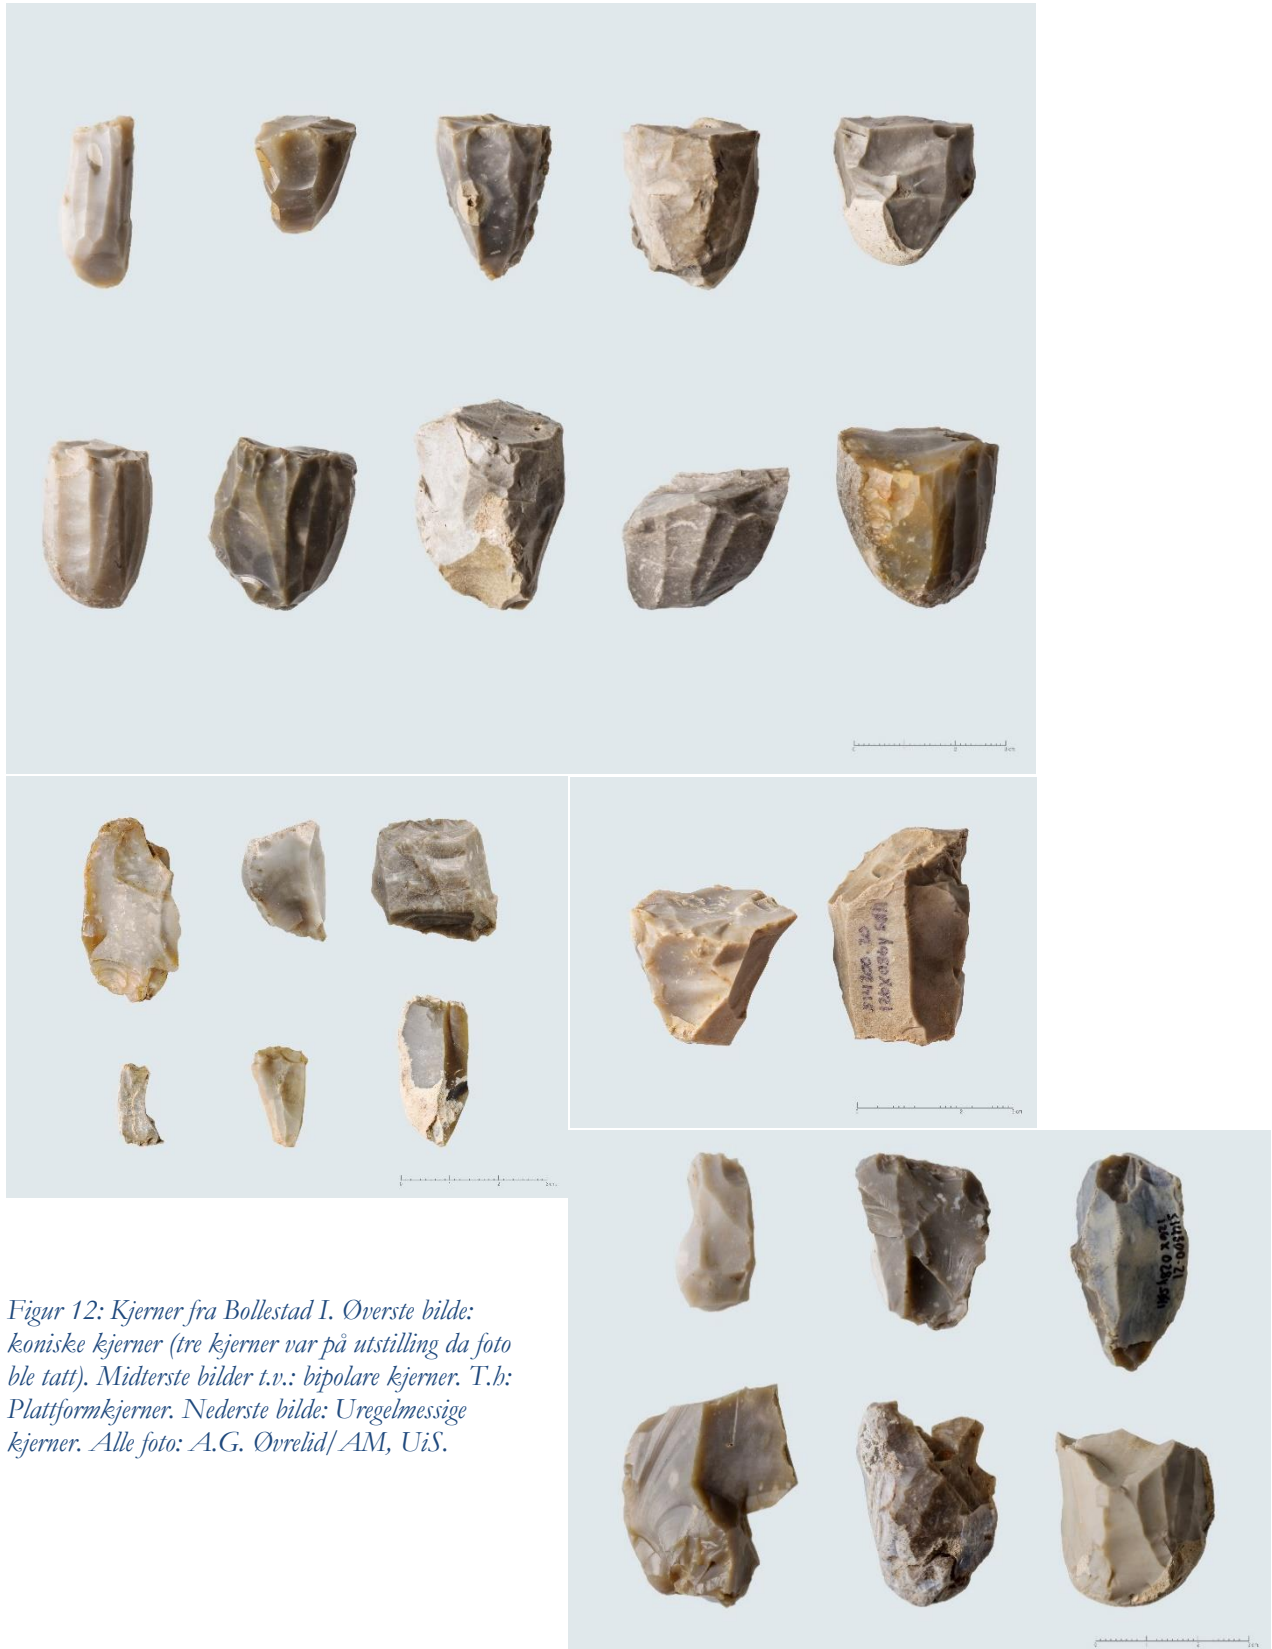 Figur 12: Kjerner fra Bollestad I. Øverste bilde:
koniske kjerner (tre kjerner var på utstilling da foto
ble tatt). Midterste bilder t.v.: bipolare kjerner. T.h:
Plattformkjerner. Nederste bilde: Uregelmessige
kjerner. Alle foto: A.G. Øvrelid/AM, UiS.